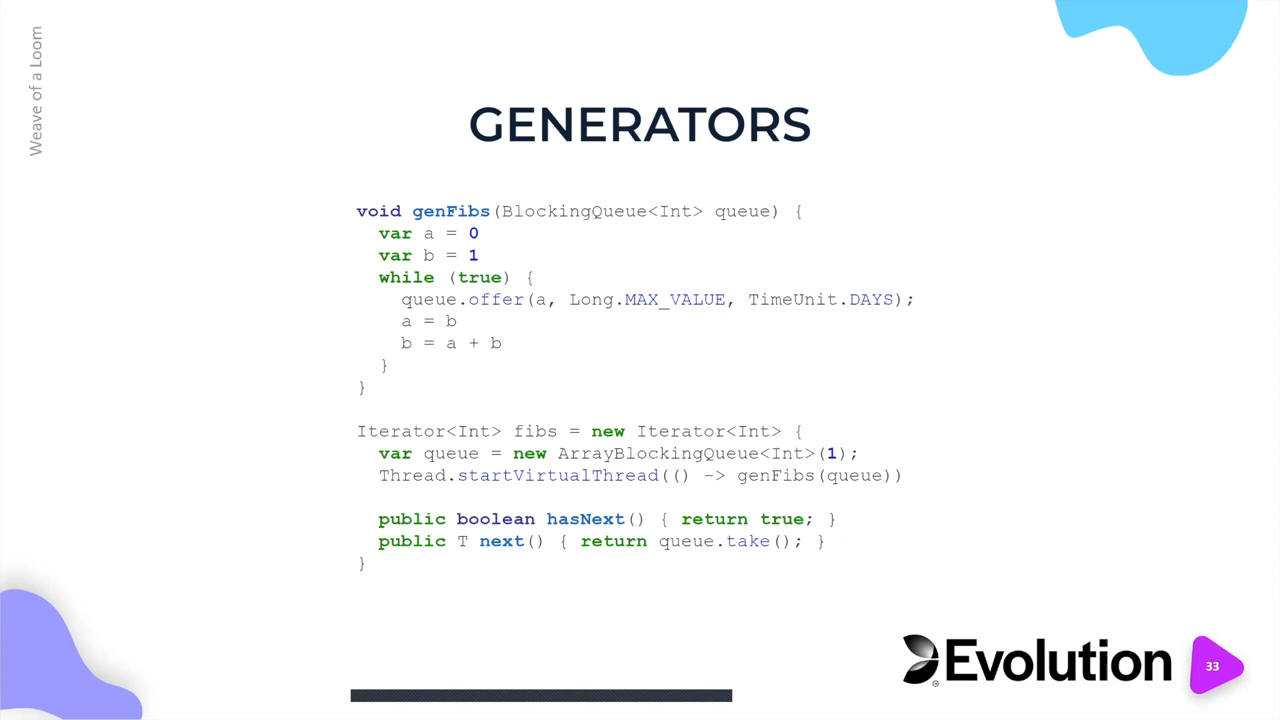 Weave of a Loom
GENERATORS
void genFibs(BlockingQueue<Int> queue) {
  var a = 0
  var b = 1
  while (true) {
    queue.offer(a, Long.MAX_VALUE, TimeUnit.DAYS);
    a = b
    b = a + b
  }
}
Iterator<Int> fibs = new Iterator<Int> {
  var queue = new ArrayBlockingQueue<Int>(1);
  Thread.startVirtualThread(() -> genFibs(queue))
  public boolean hasNext() { return true; }
  public T next() { return queue.take(); }
}
Evolution
33